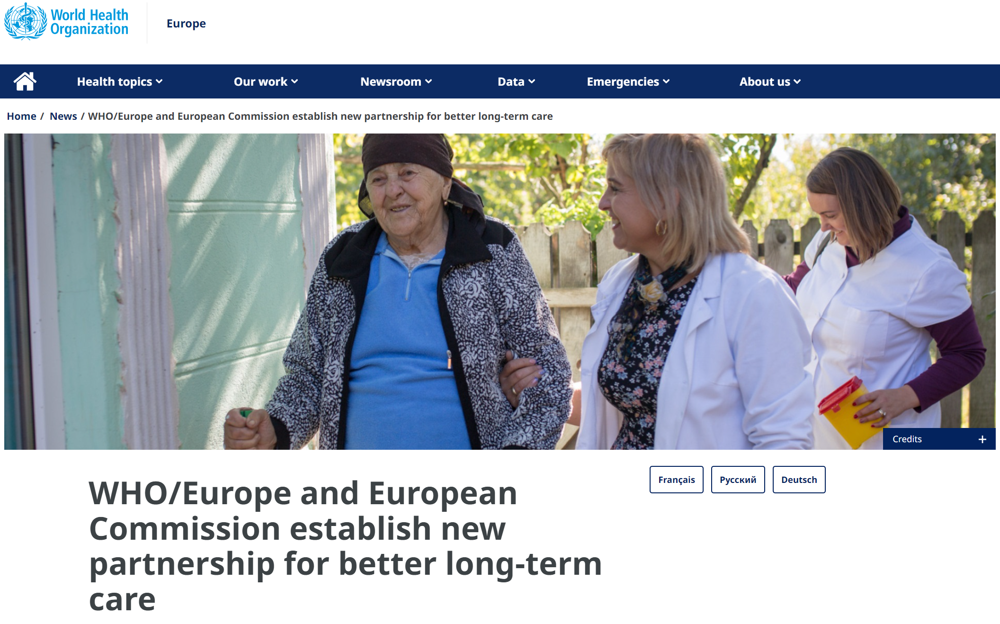 World Health
Organization
Europe
Health topics Our work Newsroom Data Emergencies About us
Home / News / WHO/Europe and European Commission establish new partnership for better long-term care
Credits +
Français Русский Deutsch
WHO/Europe and European
Commission establish new
partnership for better long-term
care